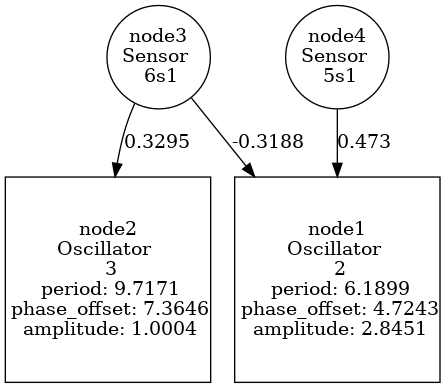 node3
Sensor
6s1
node4
Sensor
5s1
0.3295
-0.3188
0.473
node2
Oscillator
3
period: 9.7171
phase_offset: 7.3646
amplitude: 1.0004
node1
Oscillator
2
period: 6.1899
phase_offset: 4.7243
amplitude: 2.8451